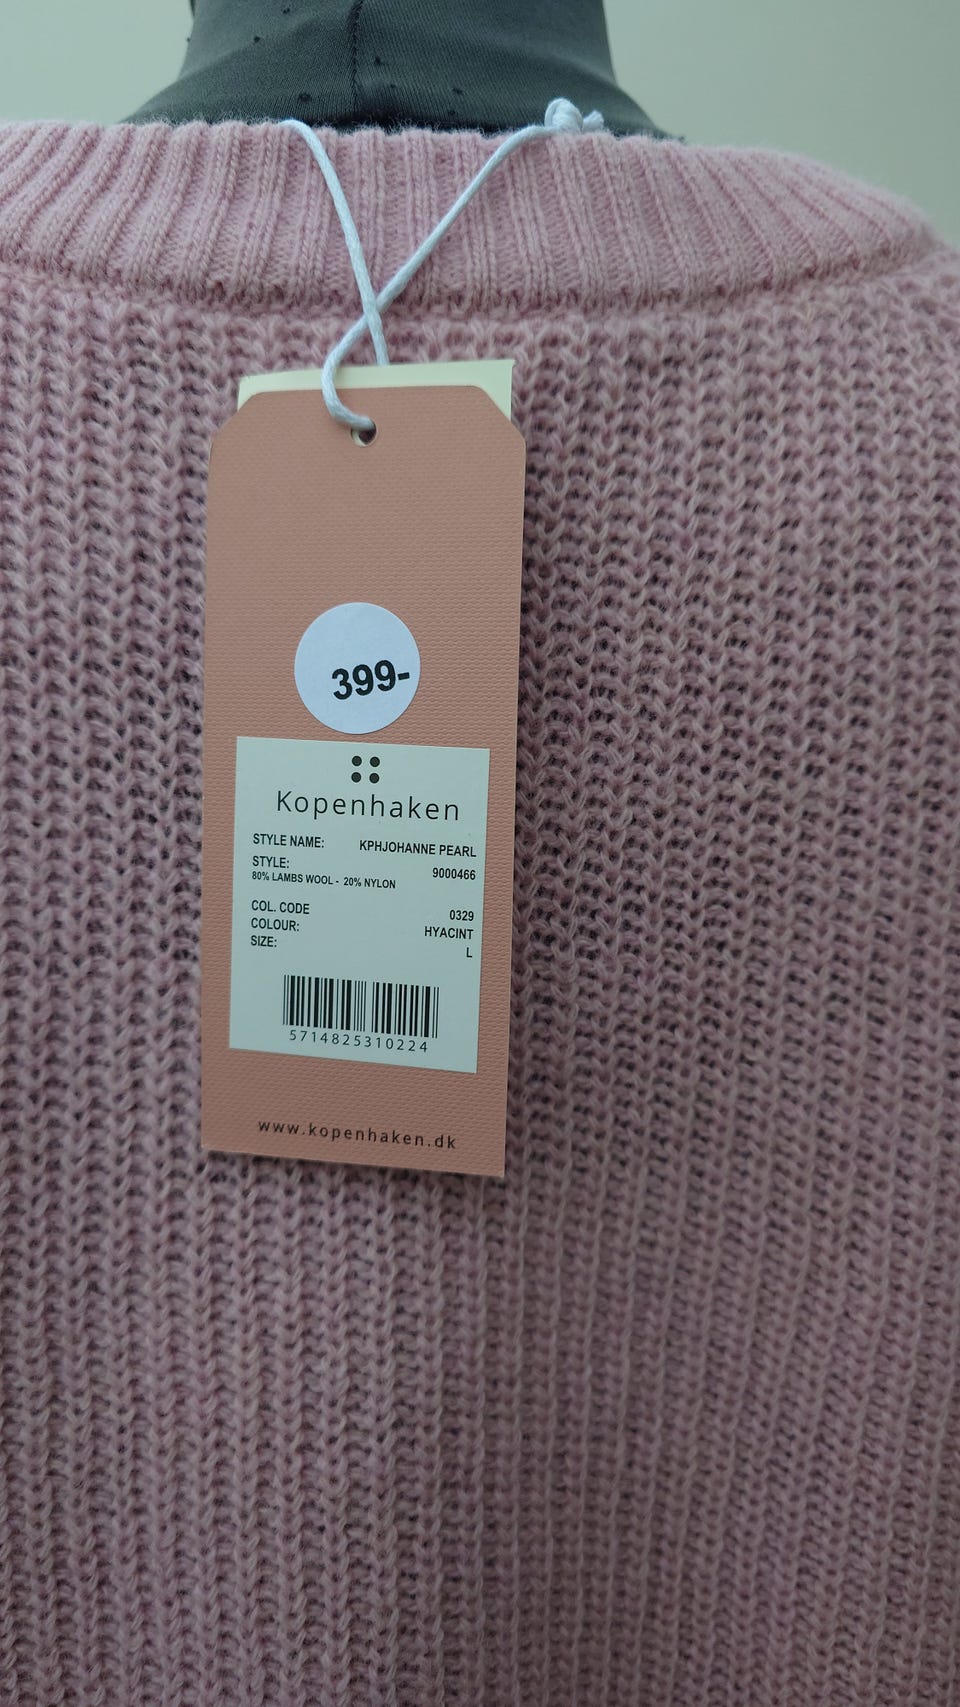 399-
Kopenhaken
STYLE NAME: KPHJOHANNE PEARL
STYLE: 9000466
80% LAMBS WOOL - 20% NYLON
COL. CODE 0329
COLOUR: HYACINT
SIZE: L
5714825310224
www.kopenhaken.dk